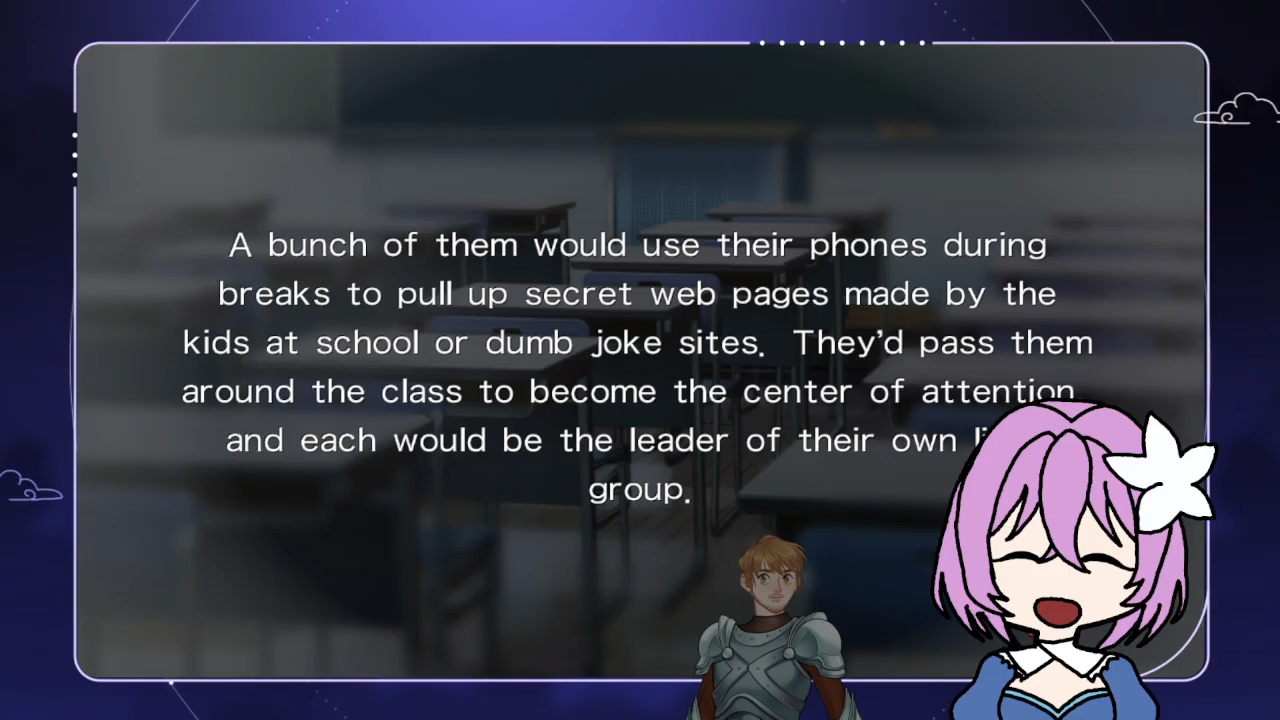 A bunch of them would use their phones during
breaks to pull up secret web pages made by the
kids at school or dumb joke sites. They'd pass them
around the class to become the center of attention
and each would be the leader of their own
group.